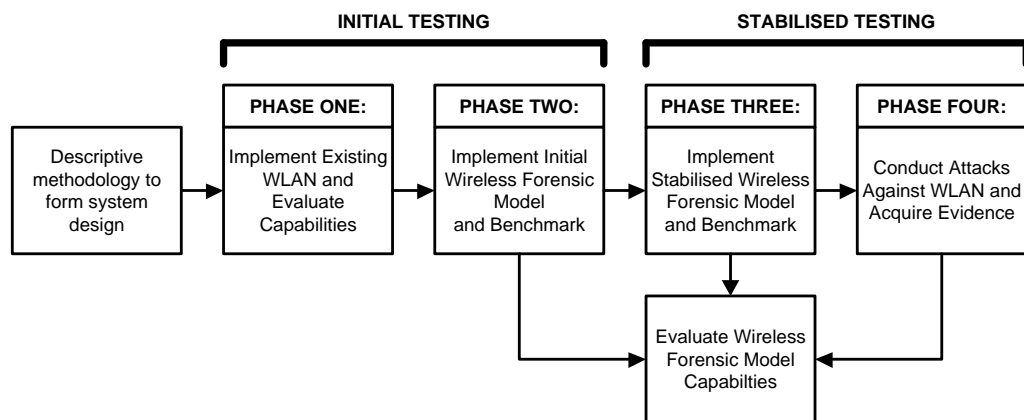 INITIAL TESTING
STABILISED TESTING
Descriptive
methodology to
form system
design
PHASE ONE:
Implement Existing
WLAN and
Evaluate
Capabilities
PHASE TWO:
Implement Initial
Wireless Forensic
Model
and Benchmark
PHASE THREE:
Implement
Stabilised Wireless
Forensic Model
and Benchmark
PHASE FOUR:
Conduct Attacks
Against WLAN and
Acquire Evidence
Evaluate Wireless
Forensic Model
Capabilties